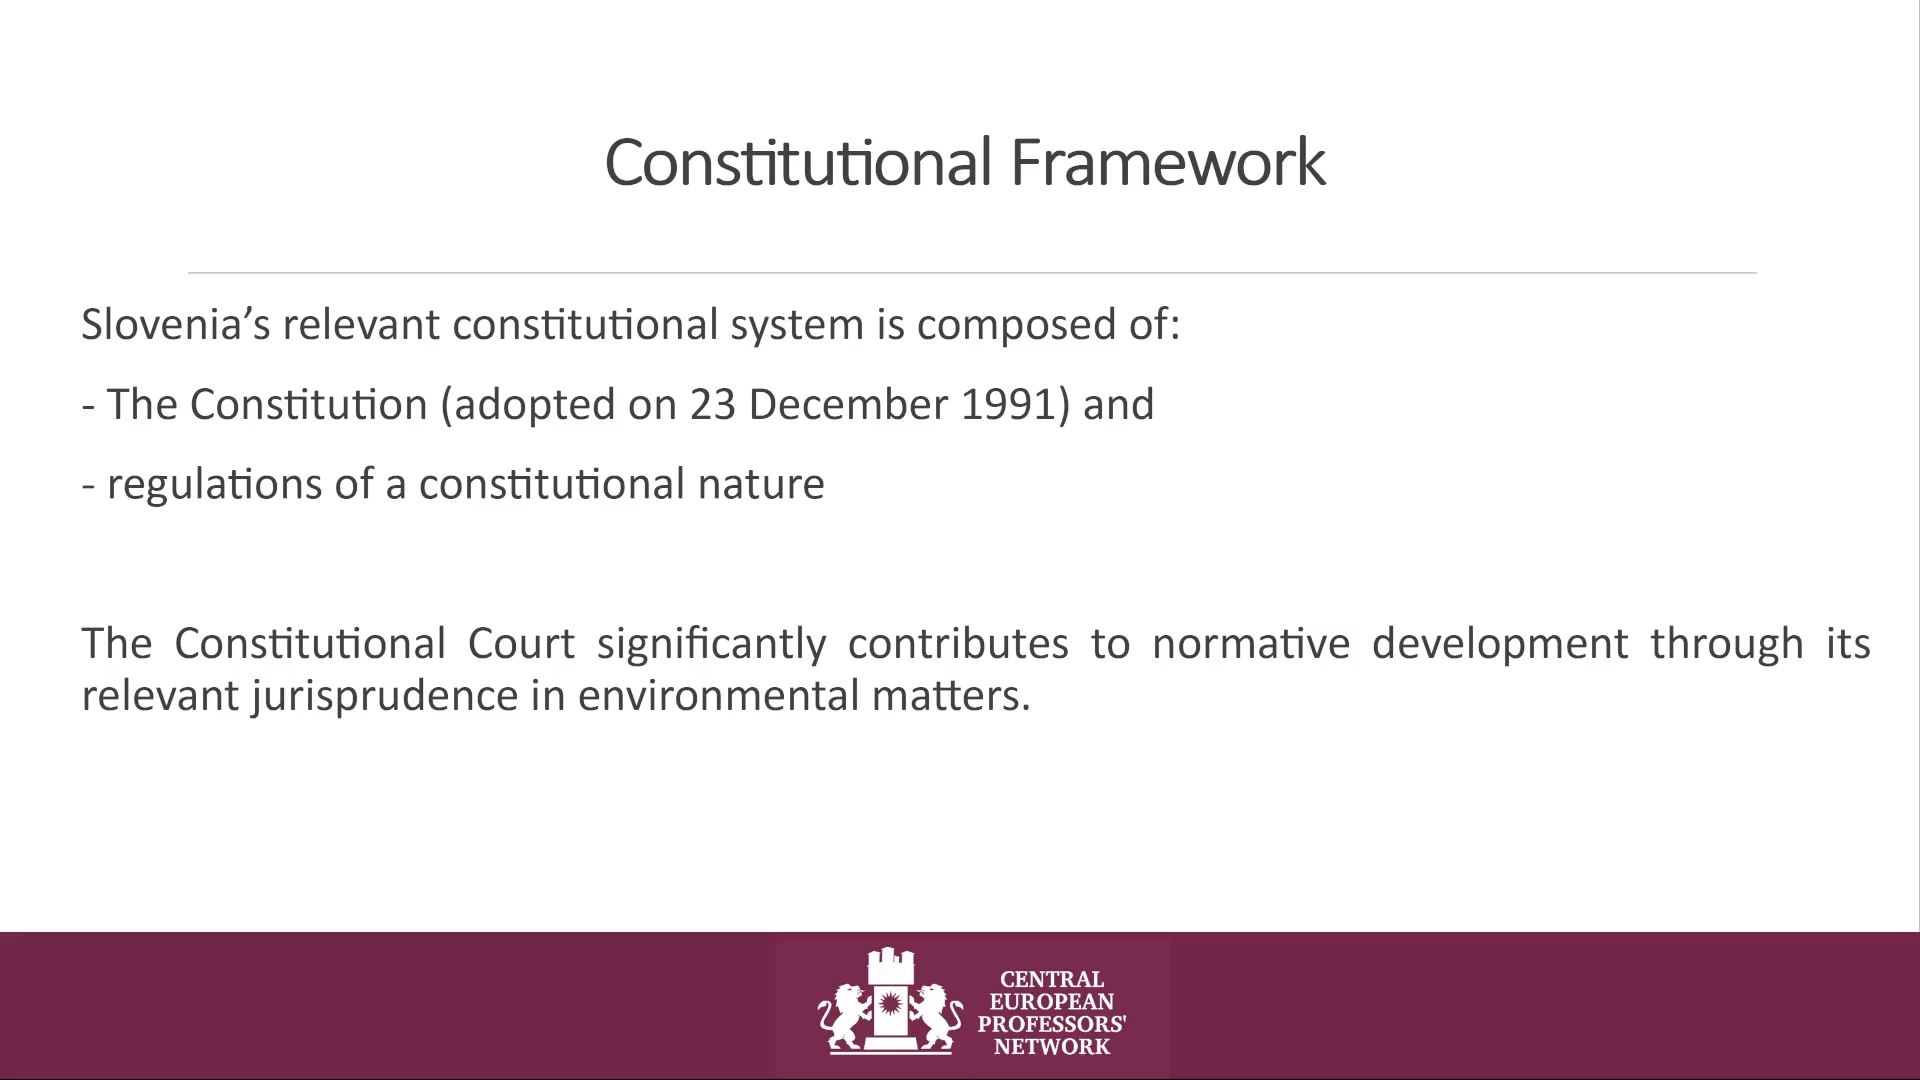 Constitutional Framework
Slovenia’s relevant constitutional system is composed of:
- The Constitution (adopted on 23 December 1991) and
- regulations of a constitutional nature
The Constitutional Court significantly contributes to normative development through its
relevant jurisprudence in environmental matters.
CENTRAL
EUROPEAN
PROFESSORS'
NETWORK